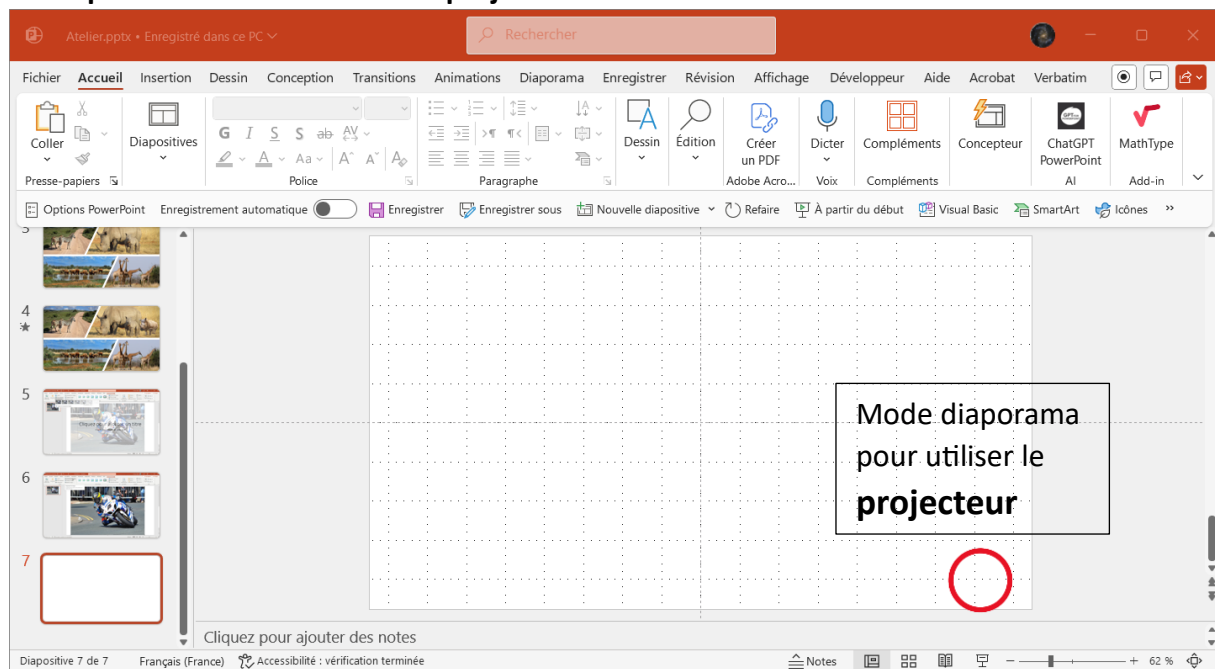 Atelier.pptx • Enregistré dans ce PC
Rechercher
Fichier Accueil Insertion Dessin Conception Transitions Animations Diaporama Enregistrer Révision Affichage Développeur Aide Acrobat Verbatim
Coller
Diapositives
G I S S ab AV
A Aa A A A
Dessin
Édition
Créer
un PDF
Dicter
Compléments
Concepteur
ChatGPT
PowerPoint
MathType
Presse-papiers Police Paragraphe Adobe Acro... Voix Compléments AI Add-in
Options PowerPoint Enregistrement automatique Enregistrer Enregistrer sous Nouvelle diapositive Refaire À partir du début Visual Basic SmartArt Icônes
3
4
5
6
7
Mode diaporama
pour utiliser le
projecteur
Cliquez pour ajouter des notes
Diapositive 7 de 7 Français (France) Accessibilité : vérification terminée Notes 62 %